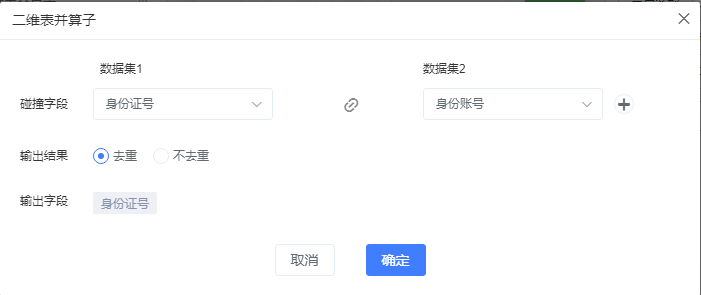 二维表并算子
数据集1 数据集2
碰撞字段 身份证号 身份账号
输出结果 去重 不去重
输出字段 身份证号
取消 确定